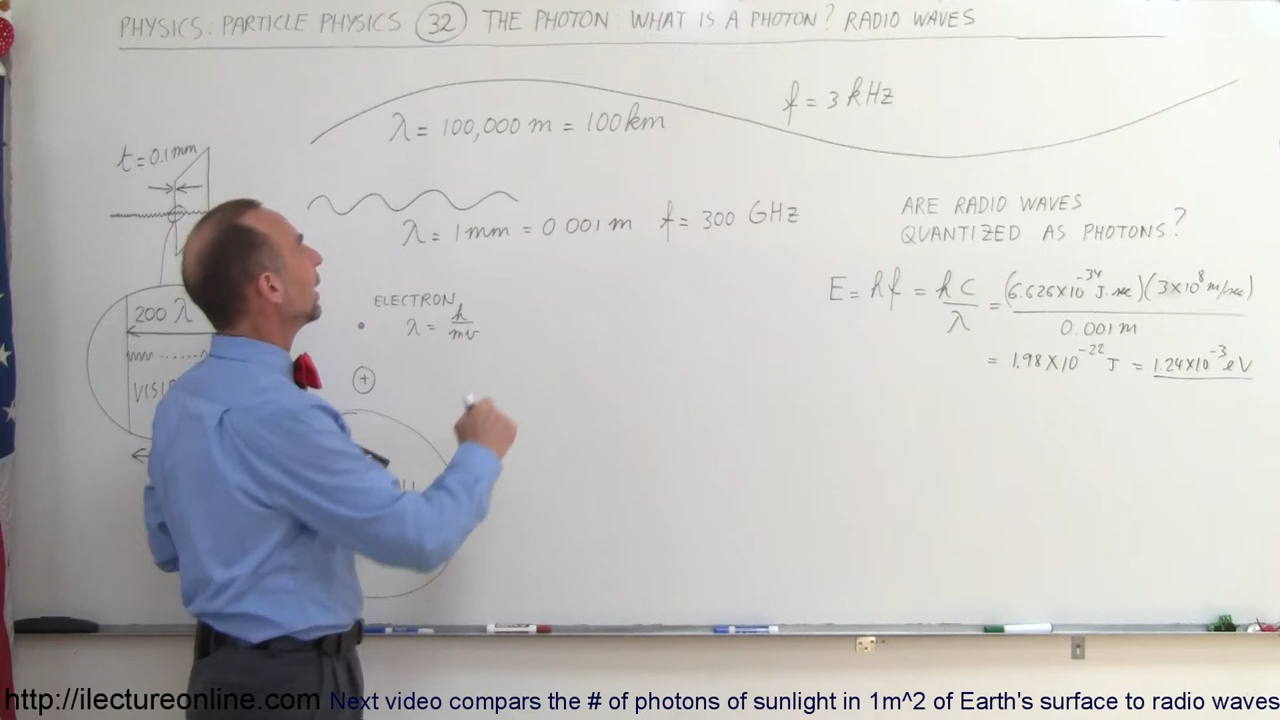 PHYSICS: PARTICLE PHYSICS 32 THE PHOTON: WHAT IS A PHOTON? RADIO WAVES
λ = 100,000 m = 100 km
f = 3 kHz
t = 0.1mm
λ = 1 mm = 0.001 m f = 300 GHz
ARE RADIO WAVES
QUANTIZED AS PHOTONS?
E = hf = hc/λ = (6.626×10^-34 J·sec)(3×10^8 m/sec)/0.001 m
= 1.98×10^-22 J = 1.24×10^-3 eV
ELECTRON
λ = h/mv
+
200 λ
http://ilectureonline.com Next video compars the # of photons of sunlight in 1m^2 of Earth's surface to radio waves